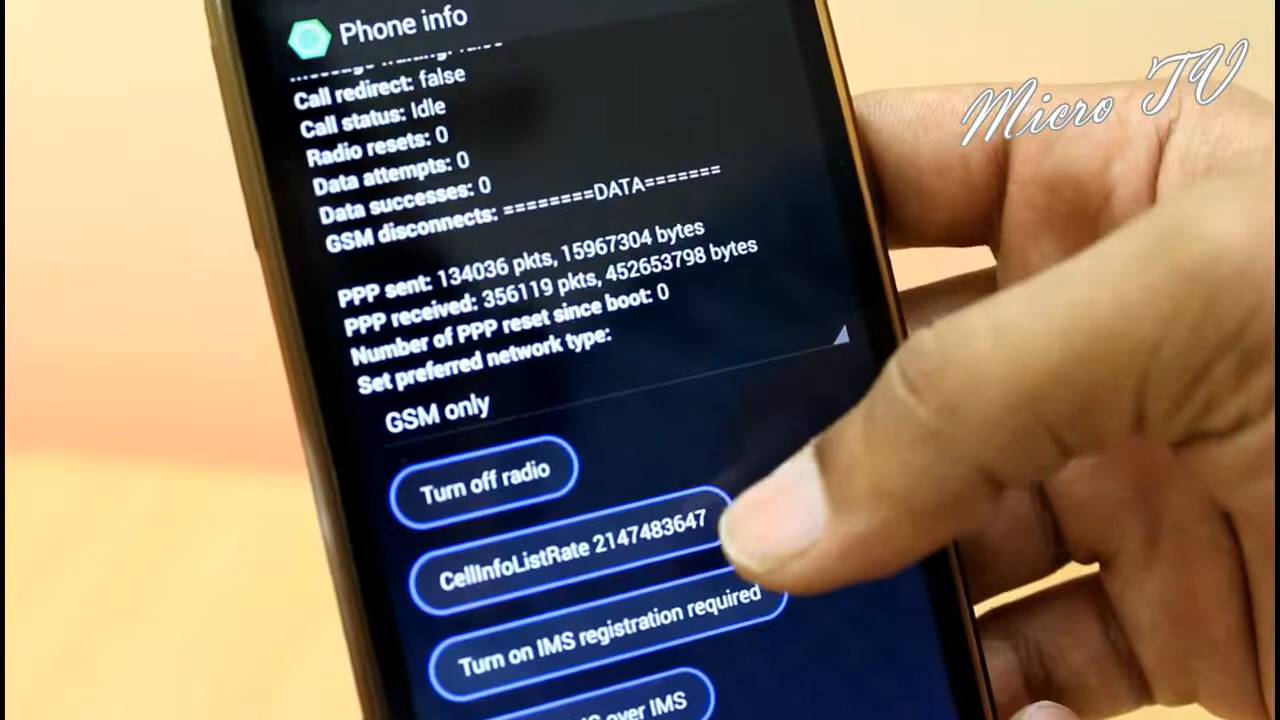 Phone info
Micro TV
Call redirect: false
Call status: Idle
Radio resets: 0
Data attempts: 0
Data successes: 0
GSM disconnects: ========DATA=======
PPP sent: 134036 pkts, 15967304 bytes
PPP received: 356119 pkts, 452653798 bytes
Number of PPP reset since boot: 0
Set preferred network type:
GSM only
Turn off radio
CellInfoListRate 2147483647
Turn on IMS registration required
over IMS